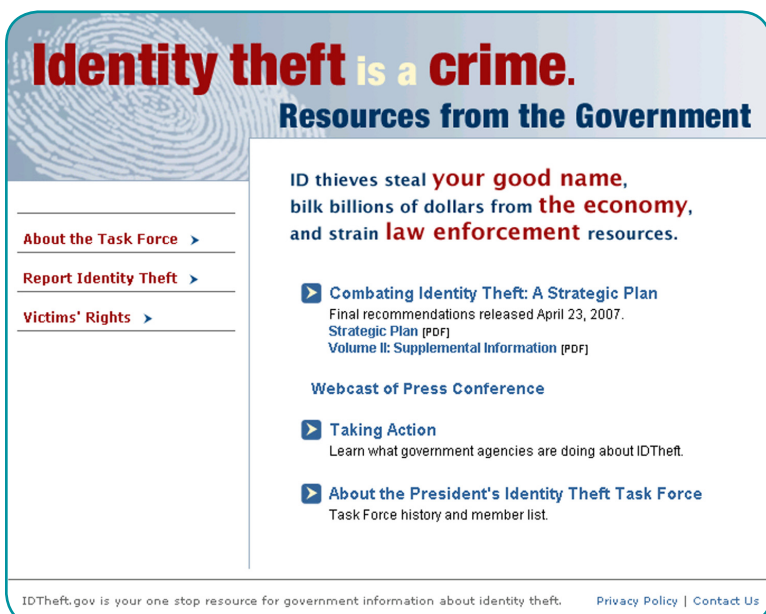 Identity theft is a crime.
Resources from the Government
About the Task Force
Report Identity Theft
Victims' Rights
ID thieves steal your good name,
bilk billions of dollars from the economy,
and strain law enforcement resources.
Combating Identity Theft: A Strategic Plan
Final recommendations released April 23, 2007.
Strategic Plan [PDF]
Volume II: Supplemental Information [PDF]
Webcast of Press Conference
Taking Action
Learn what government agencies are doing about IDTheft.
About the President's Identity Theft Task Force
Task Force history and member list.
IDTheft.gov is your one stop resource for government information about identity theft. Privacy Policy | Contact Us